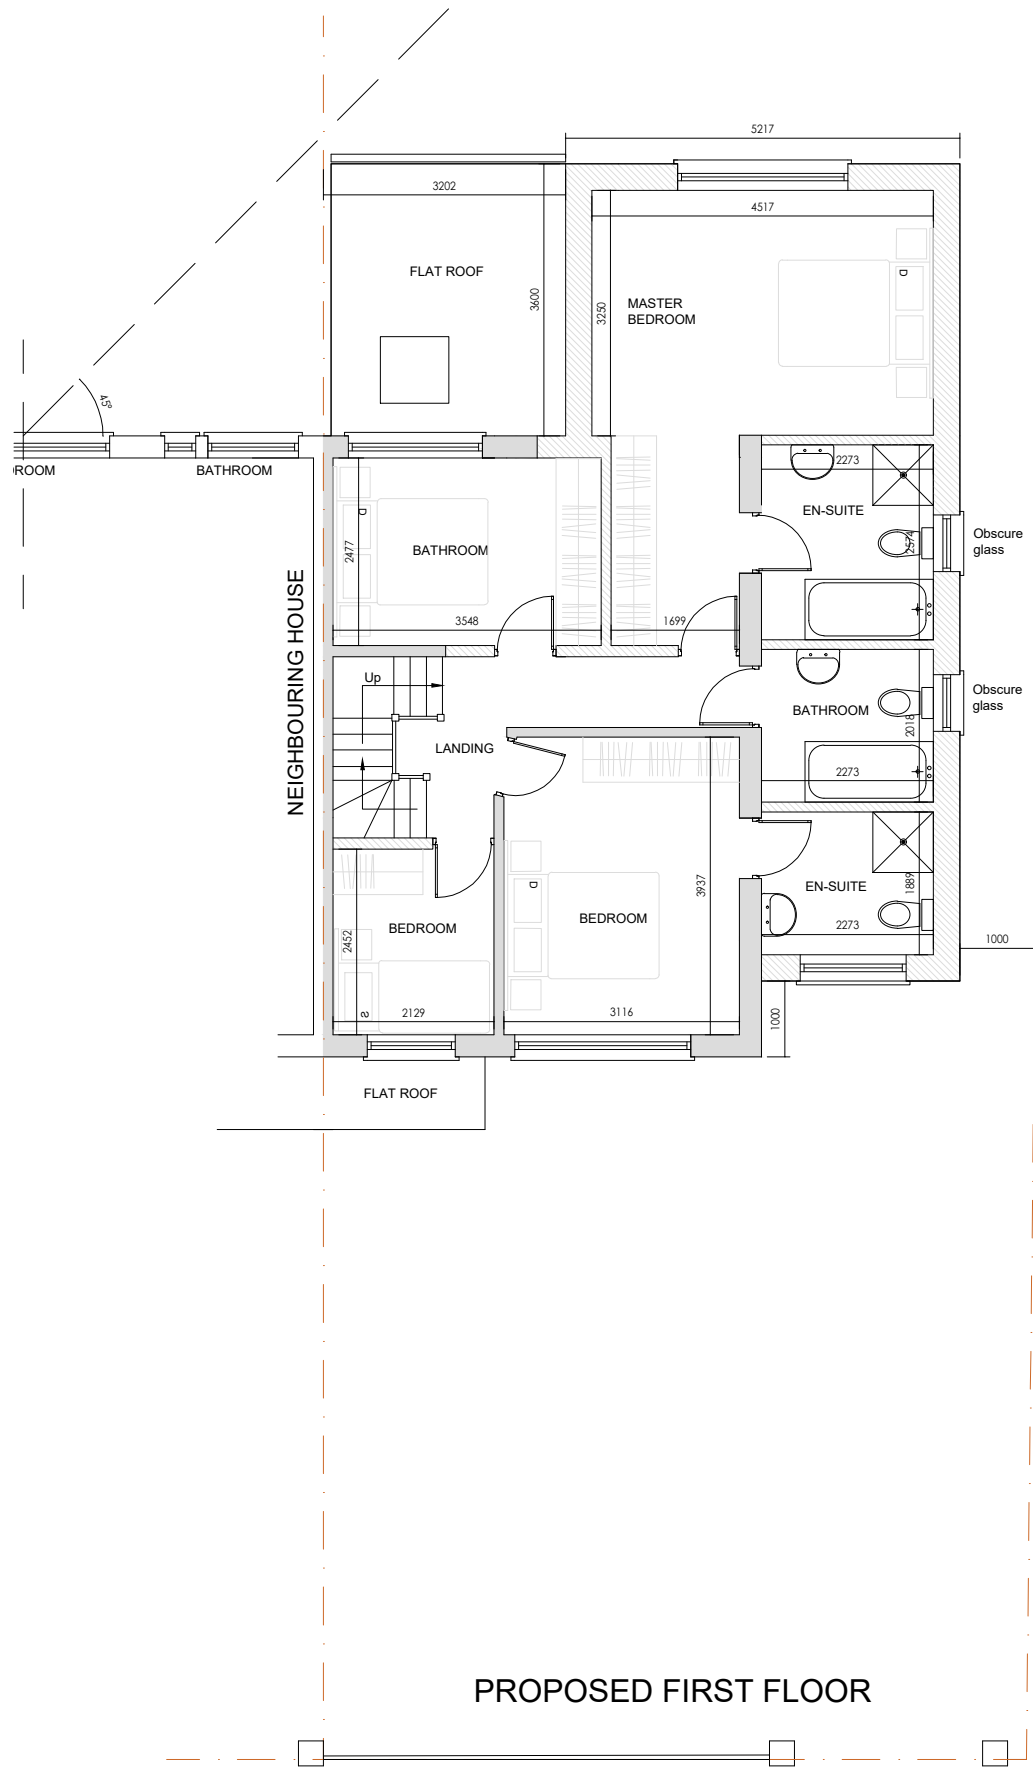 5217
3202
4517
FLAT ROOF
3600
3250
MASTER
BEDROOM
D
45°
ROOM
BATHROOM
2273
EN-SUITE
2574
Obscure
glass
D
BATHROOM
2477
3548
1699
NEIGHBOURING HOUSE
Up
LANDING
BATHROOM
2018
Obscure
glass
2273
D
BEDROOM
2452
BEDROOM
3937
EN-SUITE
1889
2273
1000
S
2129
3116
1000
FLAT ROOF
PROPOSED FIRST FLOOR